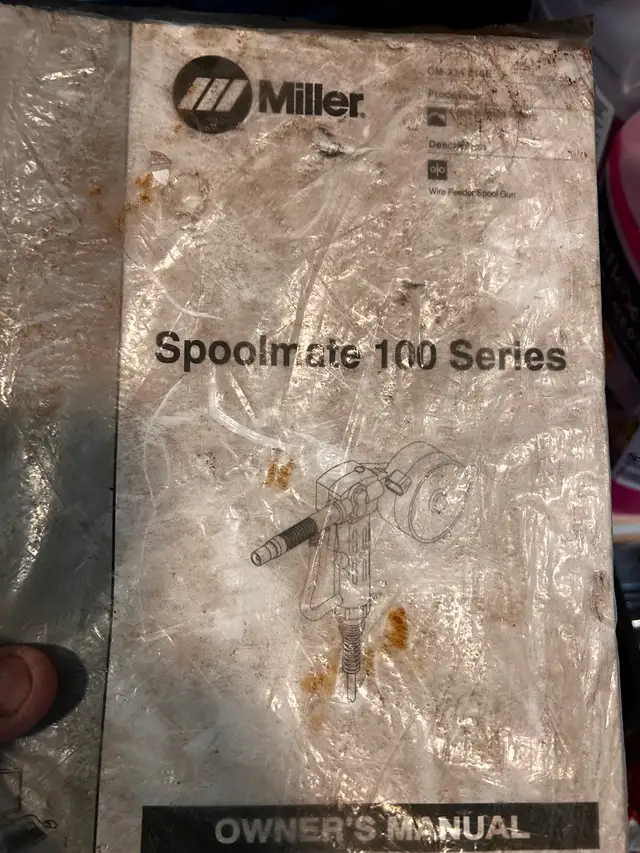 Miller®
Description
Wire Feeder/Spool Gun
Spoolmate 100 Series
OWNER'S MANUAL